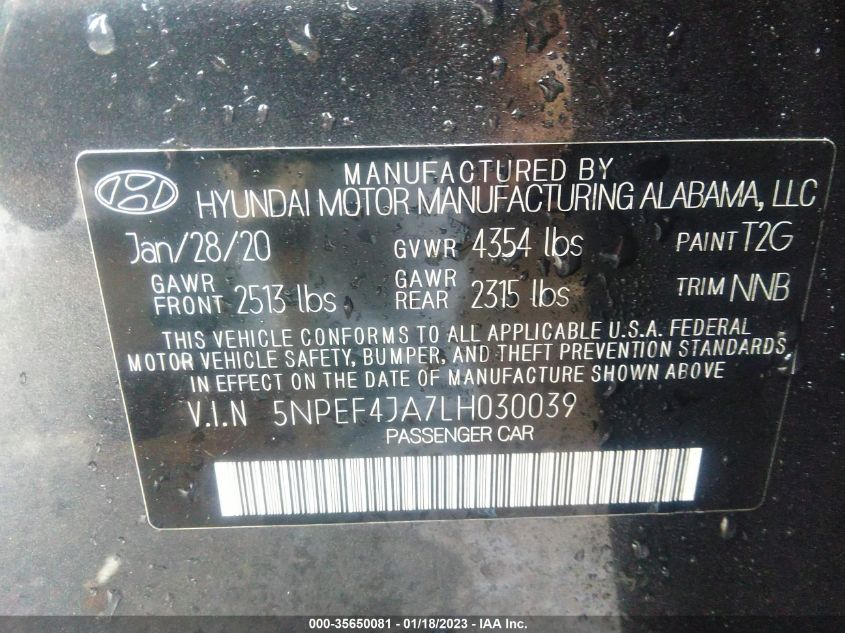 MANUFACTURED BY
HYUNDAI MOTOR MANUFACTURING ALABAMA, LLC
Jan/28/20 GVWR 4354 lbs PAINT T2G
GAWR FRONT 2513 lbs GAWR REAR 2315 lbs TRIM NNB
THIS VEHICLE CONFORMS TO ALL APPLICABLE U.S.A. FEDERAL
MOTOR VEHICLE SAFETY, BUMPER, AND THEFT PREVENTION STANDARDS
IN EFFECT ON THE DATE OF MANUFACTURE SHOWN ABOVE
V.I.N 5NPEF4JA7LH030039
PASSENGER CAR
000-35650081 - 01/18/2023 - IAA Inc.